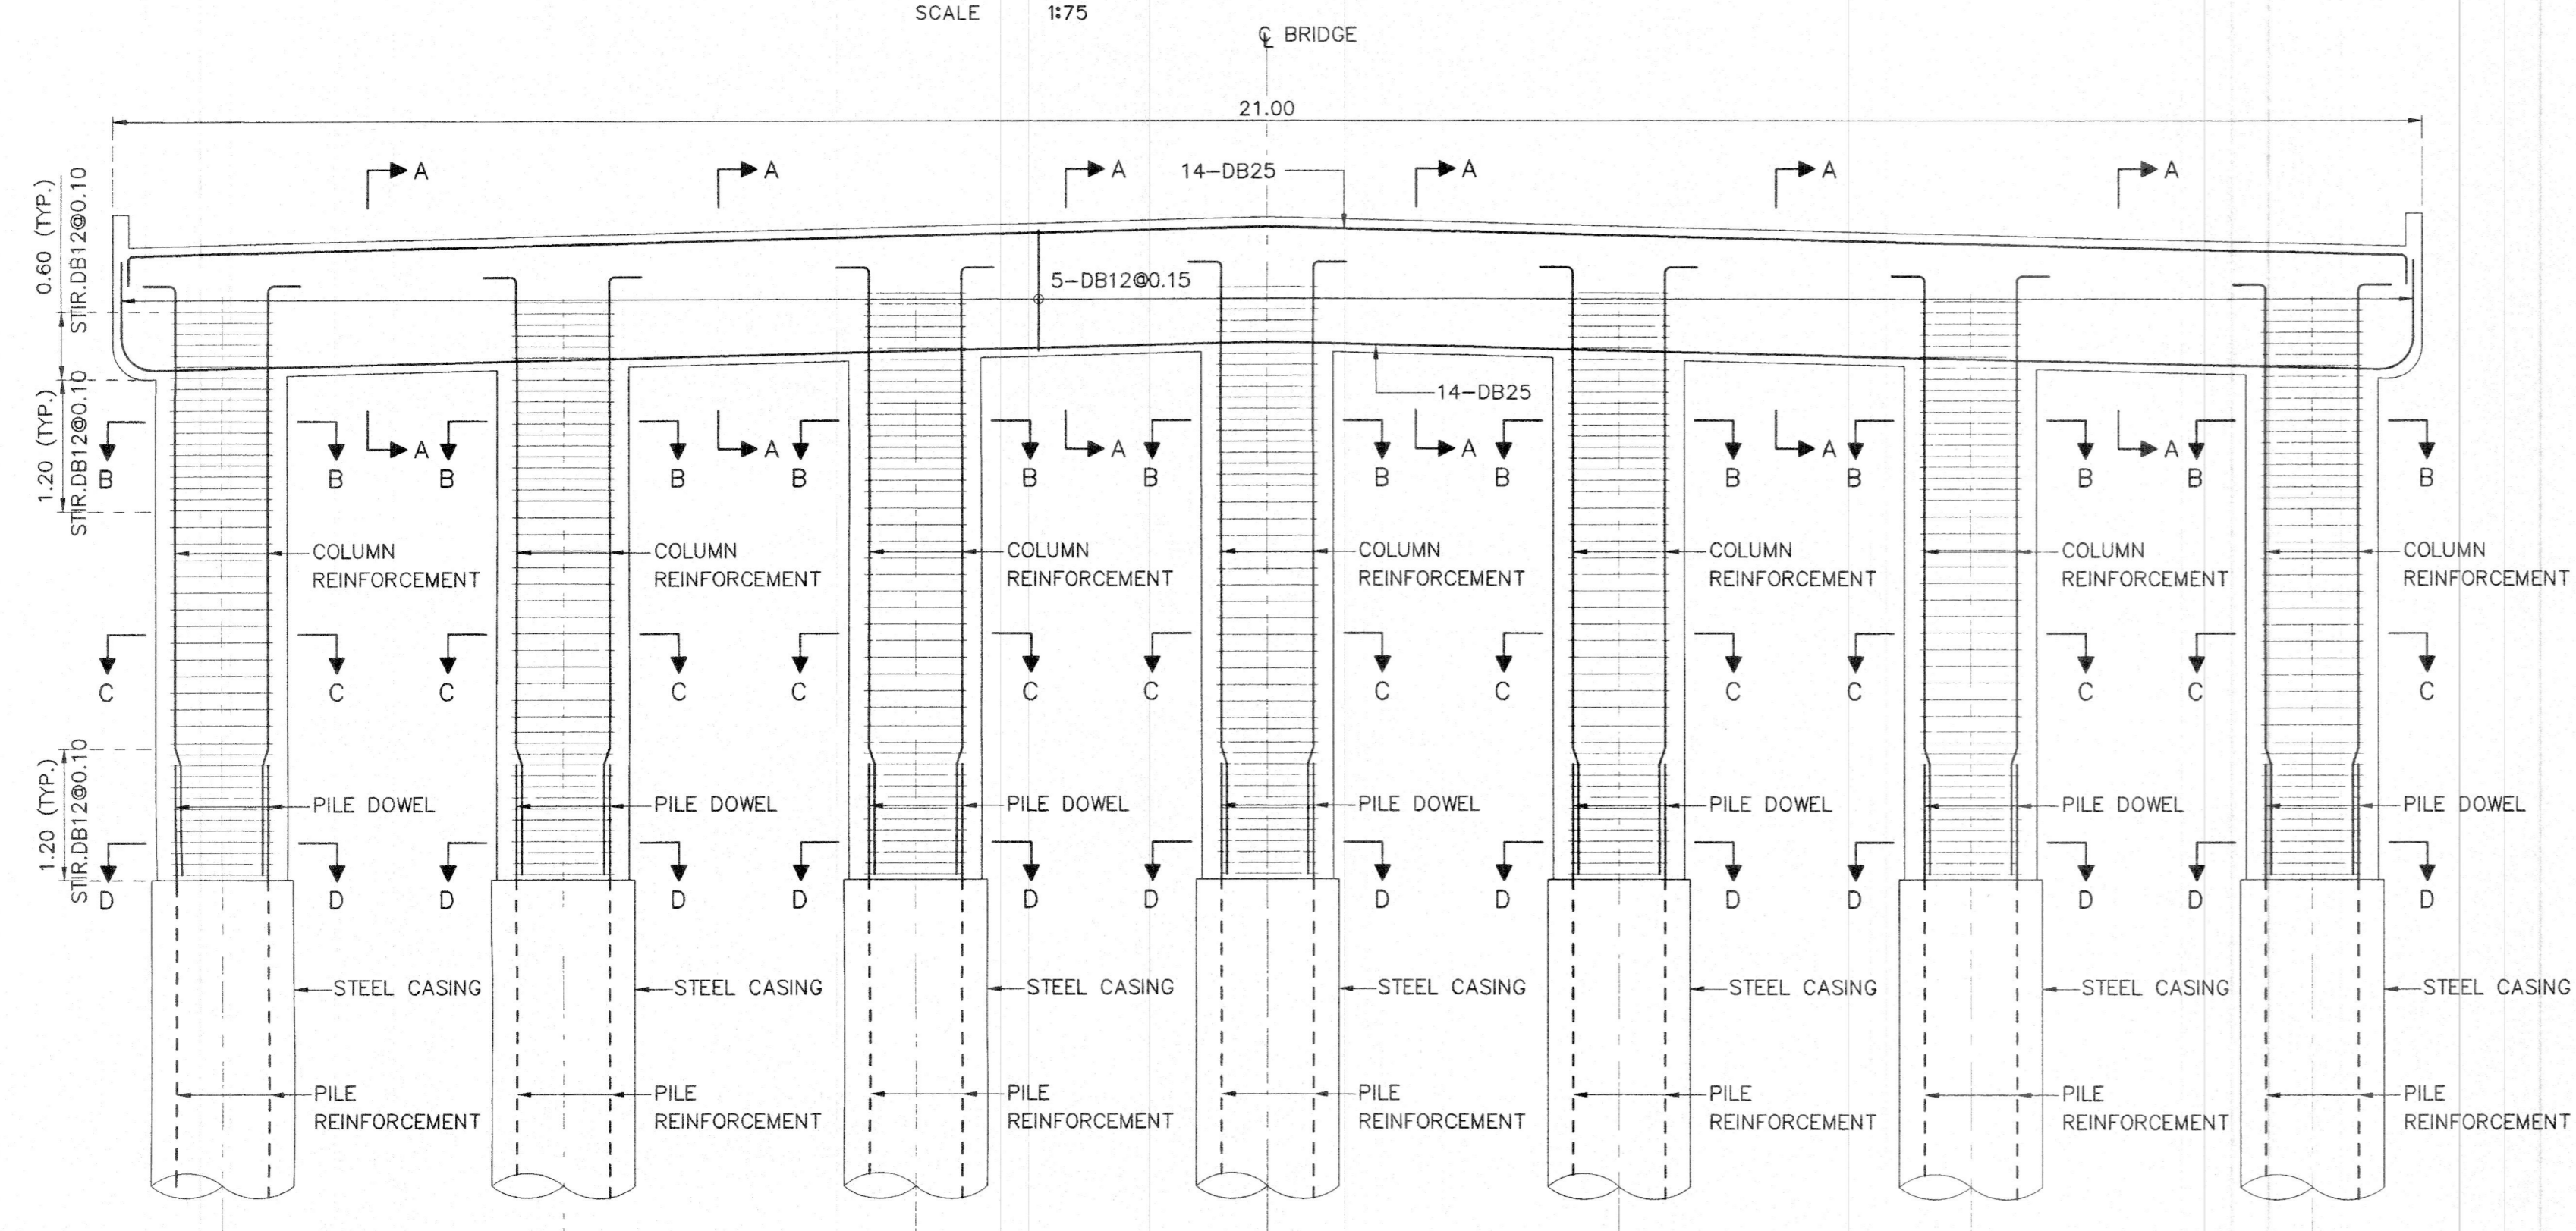 SCALE 1:75
℄ BRIDGE
21.00
A A A 14-DB25 A A A
0.60 (TYP.)
STIR.DB12@0.10
5-DB12@0.15
14-DB25
1.20 (TYP.)
STIR.DB12@0.10
A A A A A A
B B B B B B B B B B B B B B
COLUMN COLUMN COLUMN COLUMN COLUMN COLUMN COLUMN
REINFORCEMENT REINFORCEMENT REINFORCEMENT REINFORCEMENT REINFORCEMENT REINFORCEMENT REINFORCEMENT
C C C C C C C C C C C C C C
1.20 (TYP.)
STIR.DB12@0.10
PILE DOWEL PILE DOWEL PILE DOWEL PILE DOWEL PILE DOWEL PILE DOWEL PILE DOWEL
D D D D D D D D D D D D D D
STEEL CASING STEEL CASING STEEL CASING STEEL CASING STEEL CASING STEEL CASING STEEL CASING
PILE PILE PILE PILE PILE PILE PILE
REINFORCEMENT REINFORCEMENT REINFORCEMENT REINFORCEMENT REINFORCEMENT REINFORCEMENT REINFORCEMENT